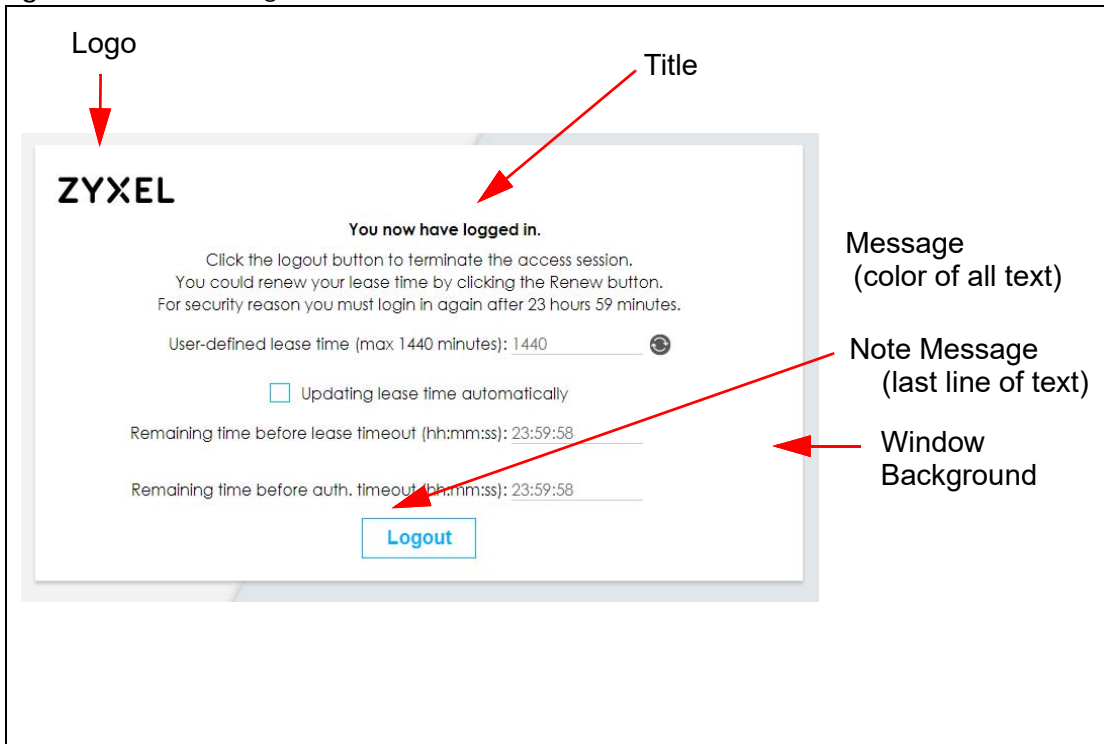 Logo
Title
ZYXEL
You now have logged in.
Click the logout button to terminate the access session.
You could renew your lease time by clicking the Renew button.
For security reason you must login in again after 23 hours 59 minutes.
User-defined lease time (max 1440 minutes): 1440
Updating lease time automatically
Remaining time before lease timeout (hh:mm:ss): 23:59:58
Remaining time before auth. timeout (hh:mm:ss): 23:59:58
Logout
Message
(color of all text)
Note Message
(last line of text)
Window
Background